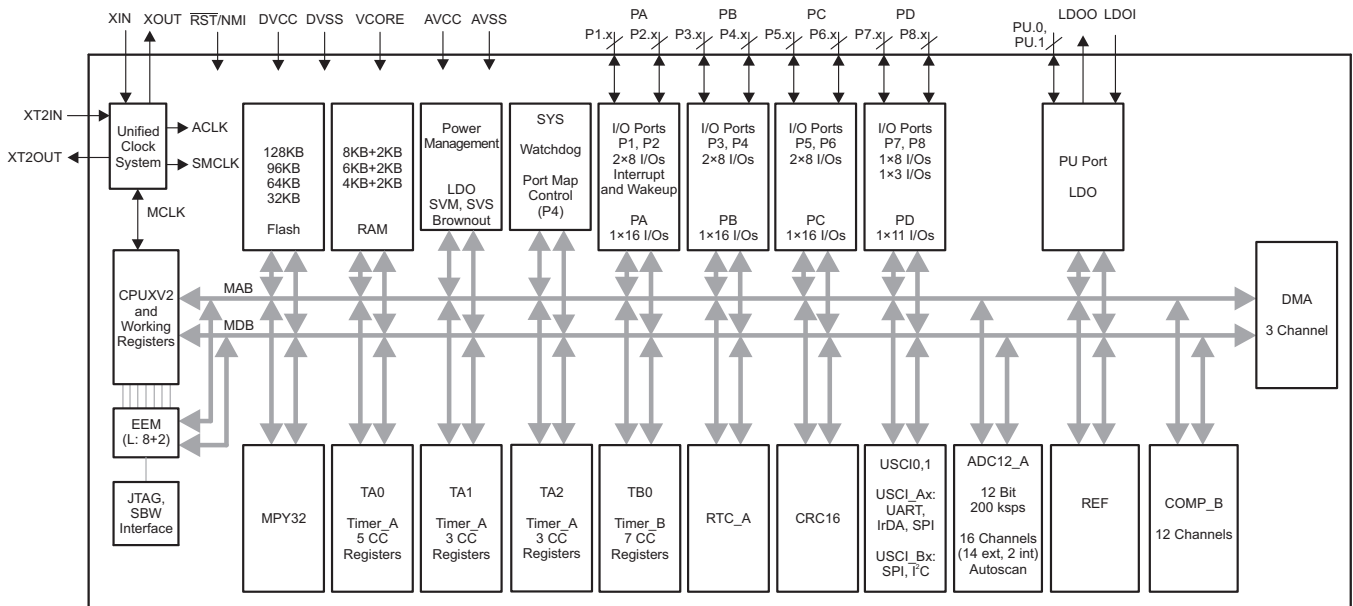 XIN XOUT RST/NMI DVCC DVSS VCORE AVCC AVSS
PA PB PC PD
P1.x P2.x P3.x P4.x P5.x P6.x P7.x P8.x
PU.0,
PU.1
LDOO LDOI
XT2IN
XT2OUT
Unified
Clock
System
ACLK
SMCLK
MCLK
128KB
96KB
64KB
32KB
Flash
8KB+2KB
6KB+2KB
4KB+2KB
RAM
Power
Management
LDO
SVM, SVS
Brownout
SYS
Watchdog
Port Map
Control
(P4)
I/O Ports
P1, P2
2×8 I/Os
Interrupt
and Wakeup
PA
1×16 I/Os
I/O Ports
P3, P4
2×8 I/Os
PB
1×16 I/Os
I/O Ports
P5, P6
2×8 I/Os
PC
1×16 I/Os
I/O Ports
P7, P8
1×8 I/Os
1×3 I/Os
PD
1×11 I/Os
PU Port
LDO
CPUXV2
and
Working
Registers
MAB
MDB
DMA
3 Channel
EEM
(L: 8+2)
JTAG,
SBW
Interface
MPY32
TA0
Timer_A
5 CC
Registers
TA1
Timer_A
3 CC
Registers
TA2
Timer_A
3 CC
Registers
TB0
Timer_B
7 CC
Registers
RTC_A
CRC16
USCI0,1
USCI_Ax:
UART,
IrDA, SPI
USCI_Bx:
SPI, I²C
ADC12_A
12 Bit
200 ksps
16 Channels
(14 ext, 2 int)
Autoscan
REF
COMP_B
12 Channels